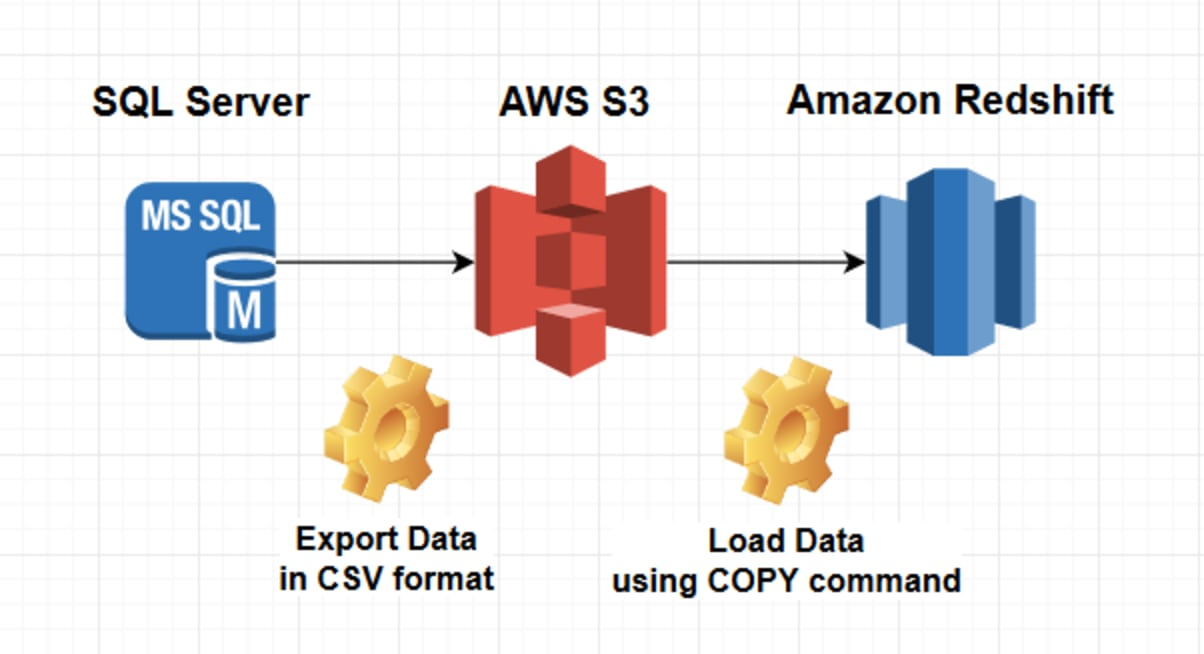 SQL Server
AWS S3
Amazon Redshift
MS SQL
M
Export Data
in CSV format
Load Data
using COPY command